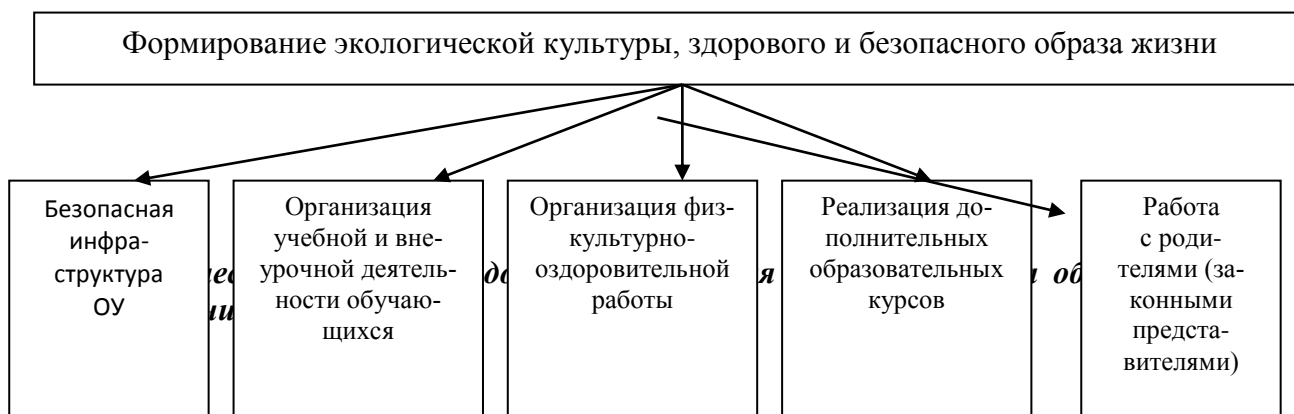 Формирование экологической культуры, здорового и безопасного образа жизни
Безопасная
инфра-
структура
ОУ
Организация
учебной и вне-
урочной деятель-
ности обучаю-
щихся
Организация физ-
культурно-
оздоровительной
работы
Реализация до-
полнительных
образовательных
курсов
Работа
с роди-
телями (за-
конными
предста-
вителями)